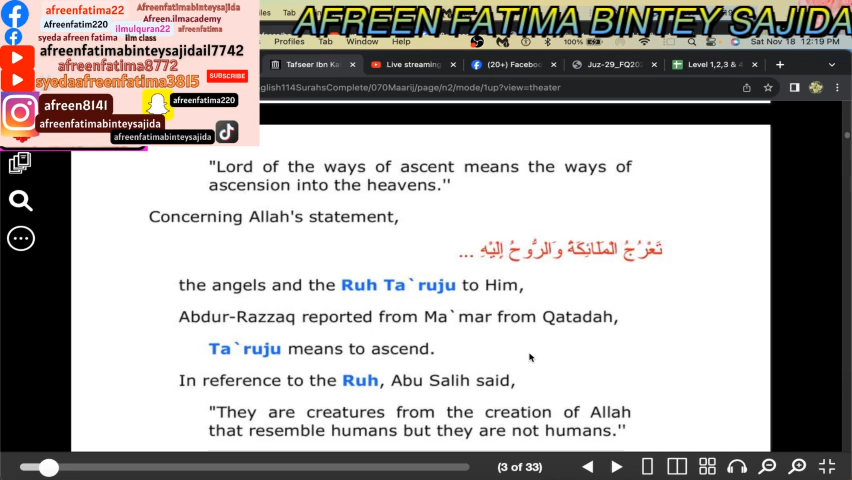 afreenfatima22
Afreenfatimabinteysajida
AFREEN FATIMA BINTEY SAJIDA
Afreenfatim220
Afreen.ilmacademy
ilmulquran22
afreenfatima
syeda afreen fatima
ilm class
afreenfatimabinteysajidail7742
afreenfatima8772
syedaafreenfatima3815
SUBSCRIBE
afreen8141
afreenfatima220
afreenfatimabinteysajida
afreenfatimabinteysajida
Profiles Tab Window Help
100%
Sat Nov 18 12:19 PM
Tafseer Ibn Ka
Live streaming
(20+) Faceboo
Juz-29_FQ202
Level 1,2,3 & 4
nglish114SurahsComplete/070Maarij/page/n2/mode/1up?view=theater
"Lord of the ways of ascent means the ways of
ascension into the heavens."
Concerning Allah's statement,
تَعْرُجُ الْمَلَائِكَةُ وَالرُّوحُ إِلَيْهِ ...
the angels and the Ruh Ta`ruju to Him,
Abdur-Razzaq reported from Ma`mar from Qatadah,
Ta`ruju means to ascend.
In reference to the Ruh, Abu Salih said,
"They are creatures from the creation of Allah
that resemble humans but they are not humans.''
(3 of 33)